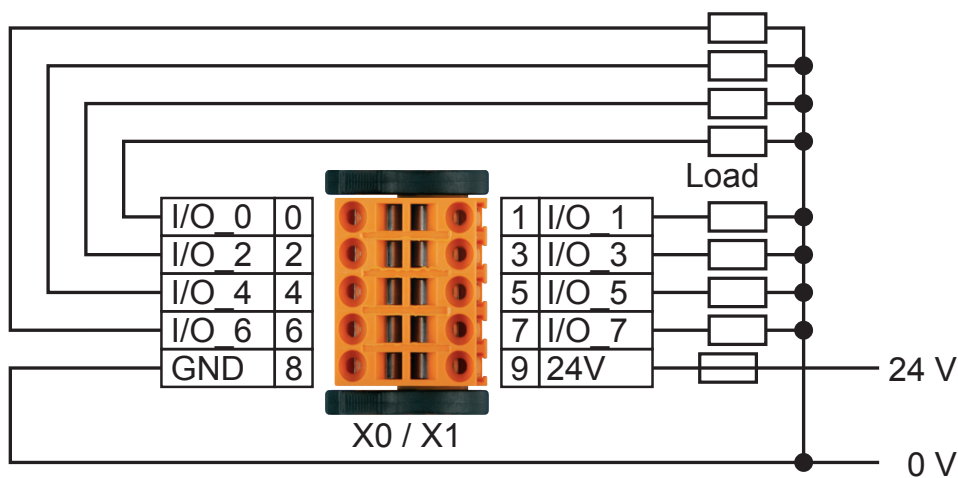 Load
I/O_0 0 1 I/O_1
I/O_2 2 3 I/O_3
I/O_4 4 5 I/O_5
I/O_6 6 7 I/O_7
GND 8 9 24V 24 V
X0 / X1
0 V